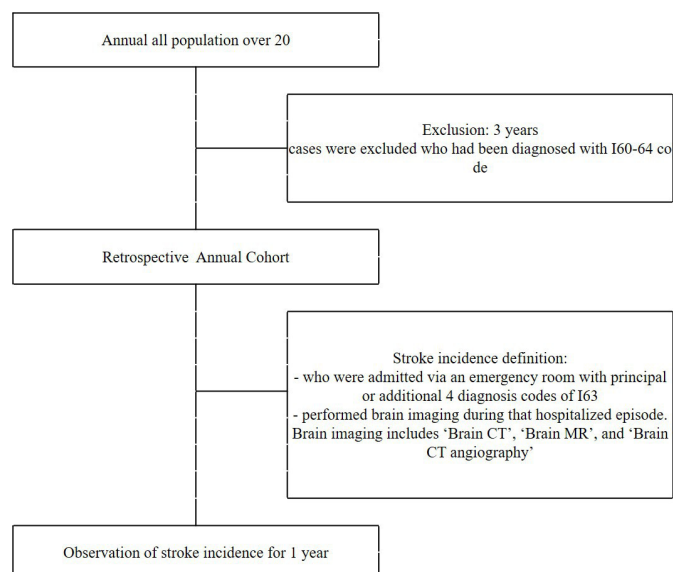 Annual all population over 20
Exclusion: 3 years
cases were excluded who had been diagnosed with I60-64 co
de
Retrospective Annual Cohort
Stroke incidence definition:
- who were admitted via an emergency room with principal
or additional 4 diagnosis codes of I63
- performed brain imaging during that hospitalized episode.
Brain imaging includes ‘Brain CT’, ‘Brain MR’, and ‘Brain
CT angiography’
Observation of stroke incidence for 1 year